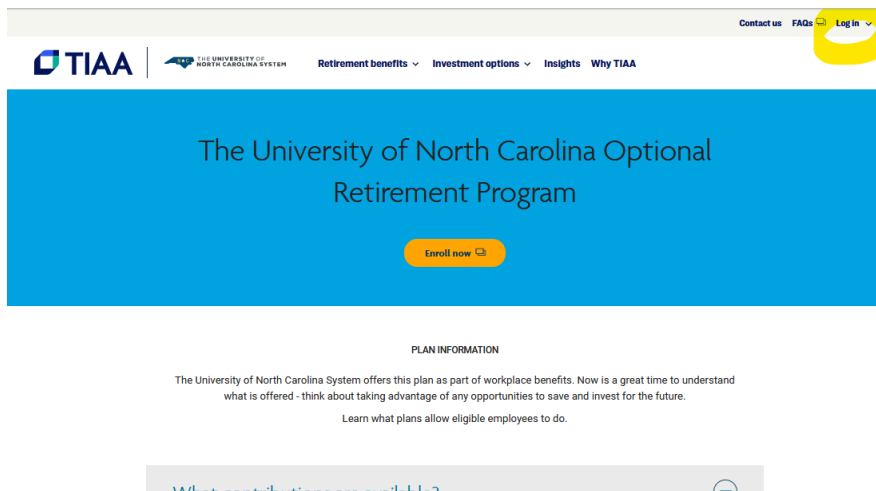 Contact us FAQs Log in
TIAA
THE UNIVERSITY OF
NORTH CAROLINA SYSTEM
Retirement benefits Investment options Insights Why TIAA
The University of North Carolina Optional
Retirement Program
Enroll now
PLAN INFORMATION
The University of North Carolina System offers this plan as part of workplace benefits. Now is a great time to understand
what is offered - think about taking advantage of any opportunities to save and invest for the future.
Learn what plans allow eligible employees to do.
What contributions are available?